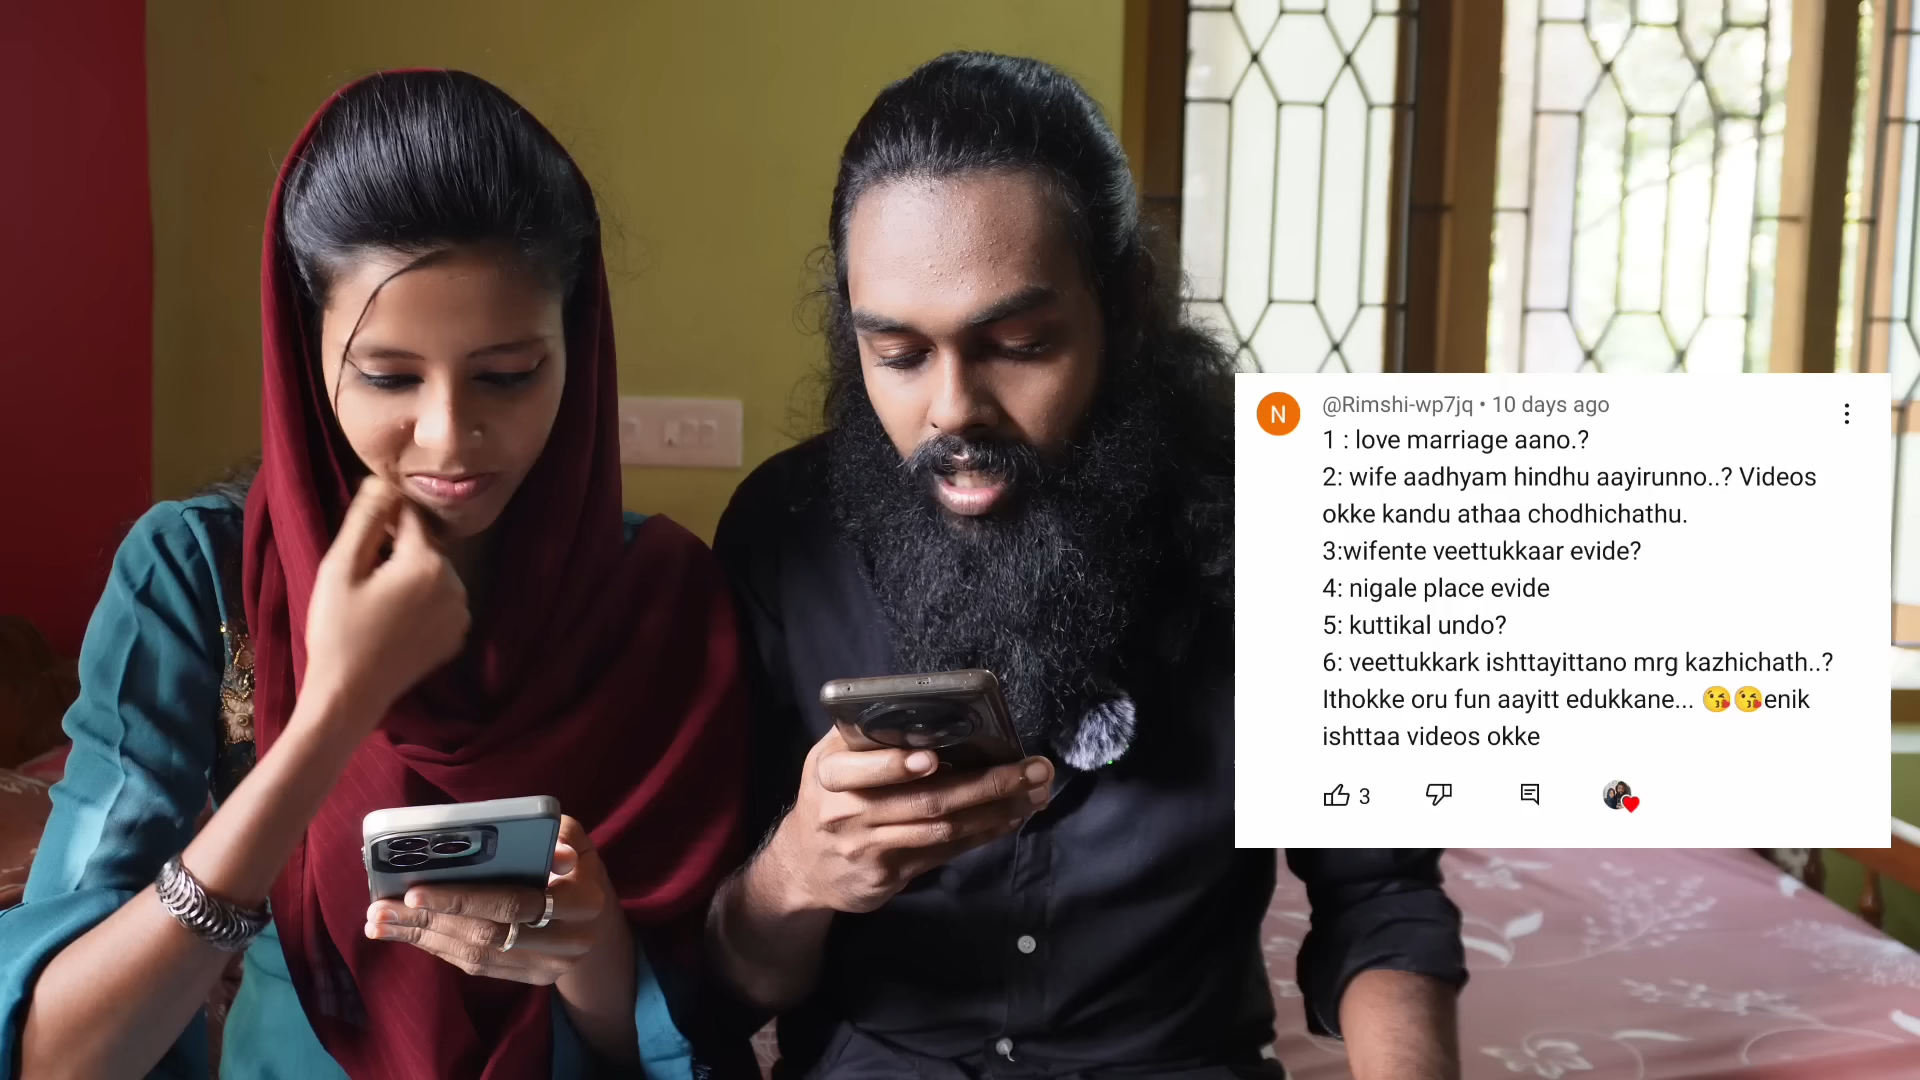 N
@Rimshi-wp7jq • 10 days ago
1 : love marriage aano.?
2: wife aadhyam hindhu aayirunno..? Videos
okke kandu athaa chodhichathu.
3:wifente veettukkaar evide?
4: nigale place evide
5: kuttikal undo?
6: veettukkark ishttayittano mrg kazhichath..?
Ithokke oru fun aayitt edukkane... 😘😘enik
ishttaa videos okke
3